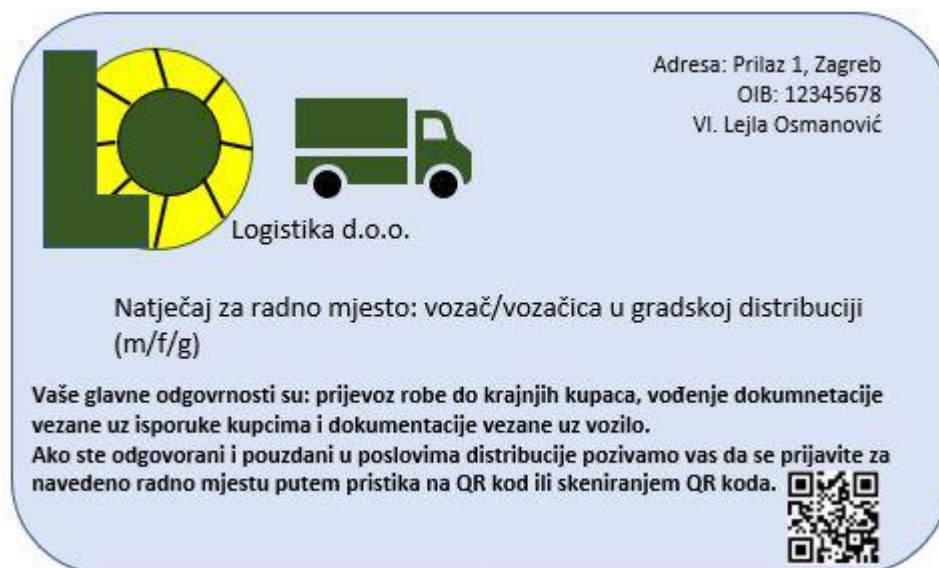 Adresa: Prilaz 1, Zagreb
OIB: 12345678
Vl. Lejla Osmanović
LO
Logistika d.o.o.
Natječaj za radno mjesto: vozač/vozačica u gradskoj distribuciji
(m/f/g)
Vaše glavne odgovrnosti su: prijevoz robe do krajnjih kupaca, vođenje dokumnetacije
vezane uz isporuke kupcima i dokumentacije vezane uz vozilo.
Ako ste odgovorani i pouzdani u poslovima distribucije pozivamo vas da se prijavite za
navedeno radno mjestu putem pristika na QR kod ili skeniranjem QR koda.